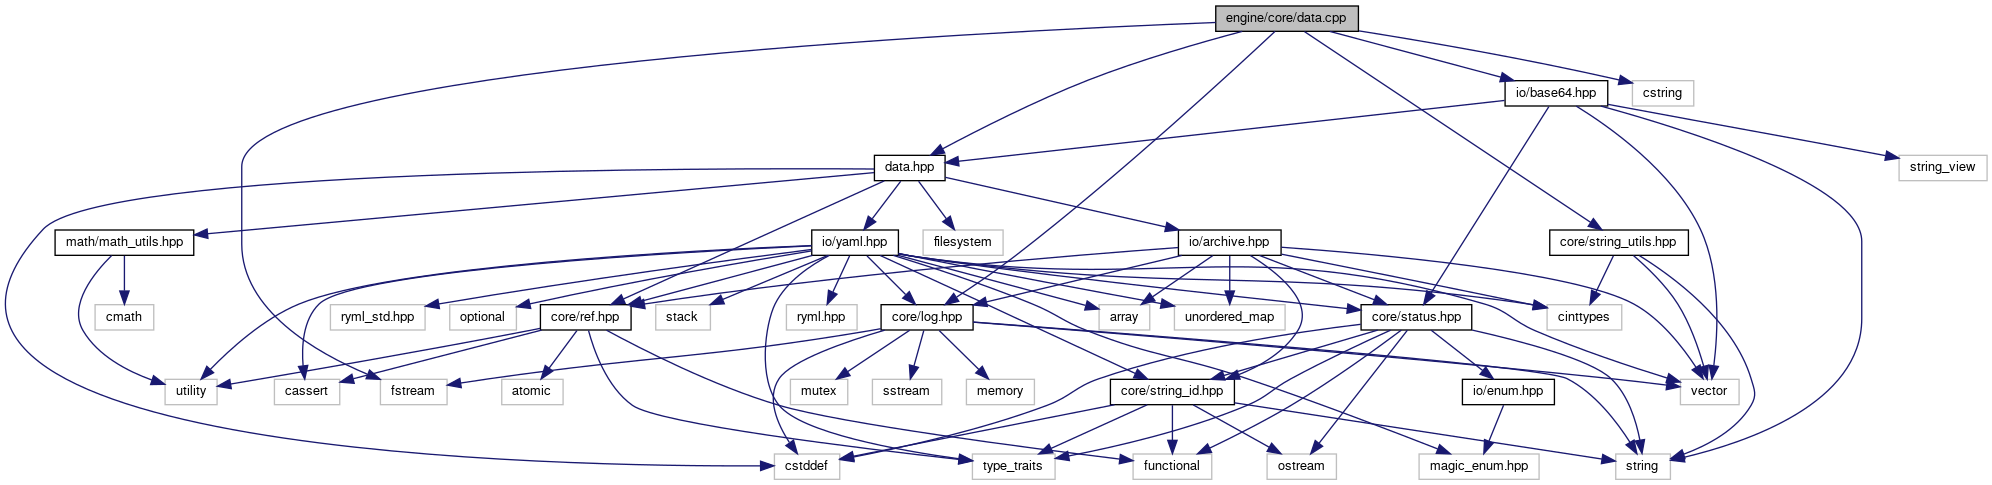 engine/core/data.cpp
io/base64.hpp
cstring
data.hpp
string_view
math/math_utils.hpp
io/yaml.hpp
filesystem
io/archive.hpp
core/string_utils.hpp
cmath
ryml_std.hpp
optional
core/ref.hpp
stack
ryml.hpp
core/log.hpp
array
unordered_map
core/status.hpp
cinttypes
utility
cassert
fstream
atomic
mutex
sstream
memory
core/string_id.hpp
io/enum.hpp
vector
cstddef
type_traits
functional
ostream
magic_enum.hpp
string